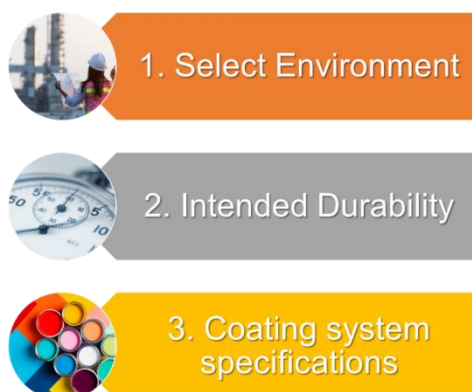 1. Select Environment
2. Intended Durability
3. Coating system
specifications